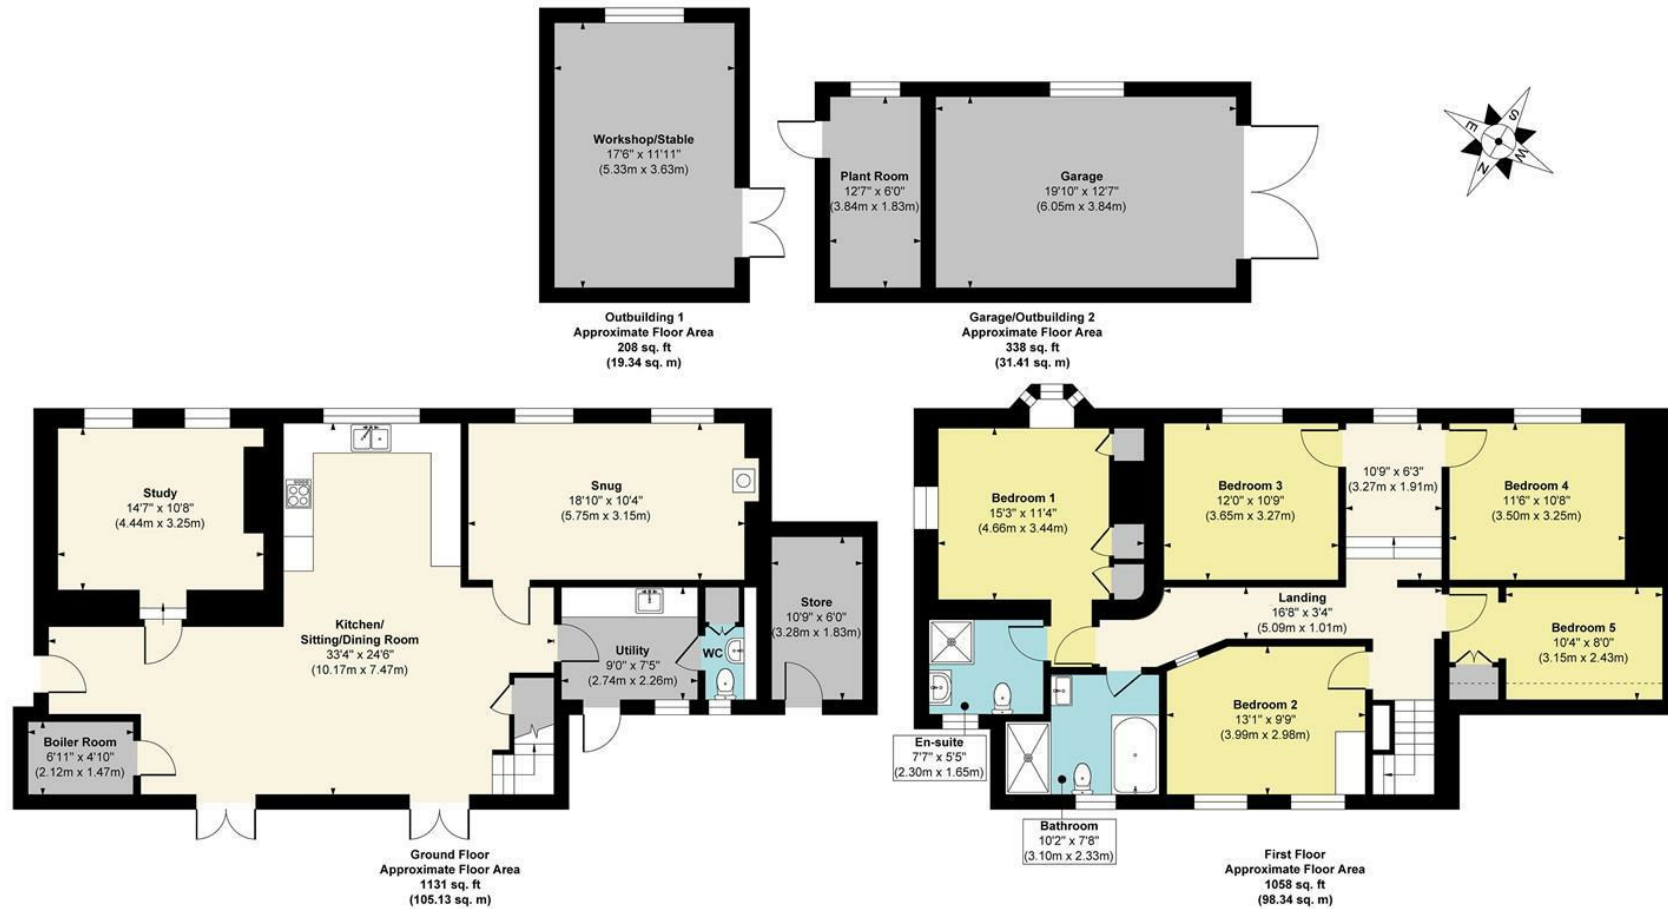 Workshop/Stable
17'6" x 11'11"
(5.33m x 3.63m)
Plant Room
12'7" x 6'0"
(3.84m x 1.83m)
Garage
19'10" x 12'7"
(6.05m x 3.84m)
S
E
W
N
Outbuilding 1
Approximate Floor Area
208 sq. ft
(19.34 sq. m)
Garage/Outbuilding 2
Approximate Floor Area
338 sq. ft
(31.41 sq. m)
Study
14'7" x 10'8"
(4.44m x 3.25m)
Snug
18'10" x 10'4"
(5.75m x 3.15m)
Kitchen/
Sitting/Dining Room
33'4" x 24'6"
(10.17m x 7.47m)
Utility
9'0" x 7'5"
(2.74m x 2.26m)
WC
Store
10'9" x 6'0"
(3.28m x 1.83m)
Boiler Room
6'11" x 4'10"
(2.12m x 1.47m)
Ground Floor
Approximate Floor Area
1131 sq. ft
(105.13 sq. m)
Bedroom 1
15'3" x 11'4"
(4.66m x 3.44m)
Bedroom 3
12'0" x 10'9"
(3.65m x 3.27m)
10'9" x 6'3"
(3.27m x 1.91m)
Bedroom 4
11'6" x 10'8"
(3.50m x 3.25m)
Landing
16'8" x 3'4"
(5.09m x 1.01m)
Bedroom 5
10'4" x 8'0"
(3.15m x 2.43m)
Bedroom 2
13'1" x 9'9"
(3.99m x 2.98m)
En-suite
7'7" x 5'5"
(2.30m x 1.65m)
Bathroom
10'2" x 7'8"
(3.10m x 2.33m)
First Floor
Approximate Floor Area
1058 sq. ft
(98.34 sq. m)